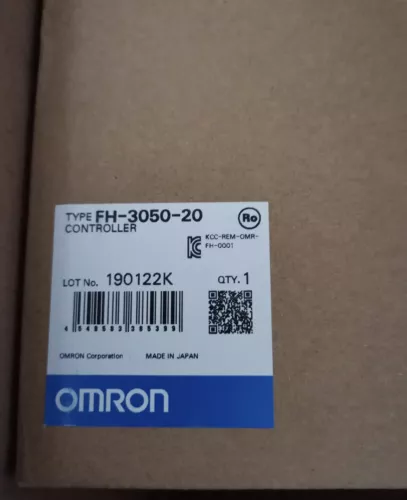 TYPE FH-3050-20
CONTROLLER
Ro
KCC-REM-OMR-
FH-0001
LOT No. 190122K
QTY. 1
OMRON Corporation
MADE IN JAPAN
OMRON